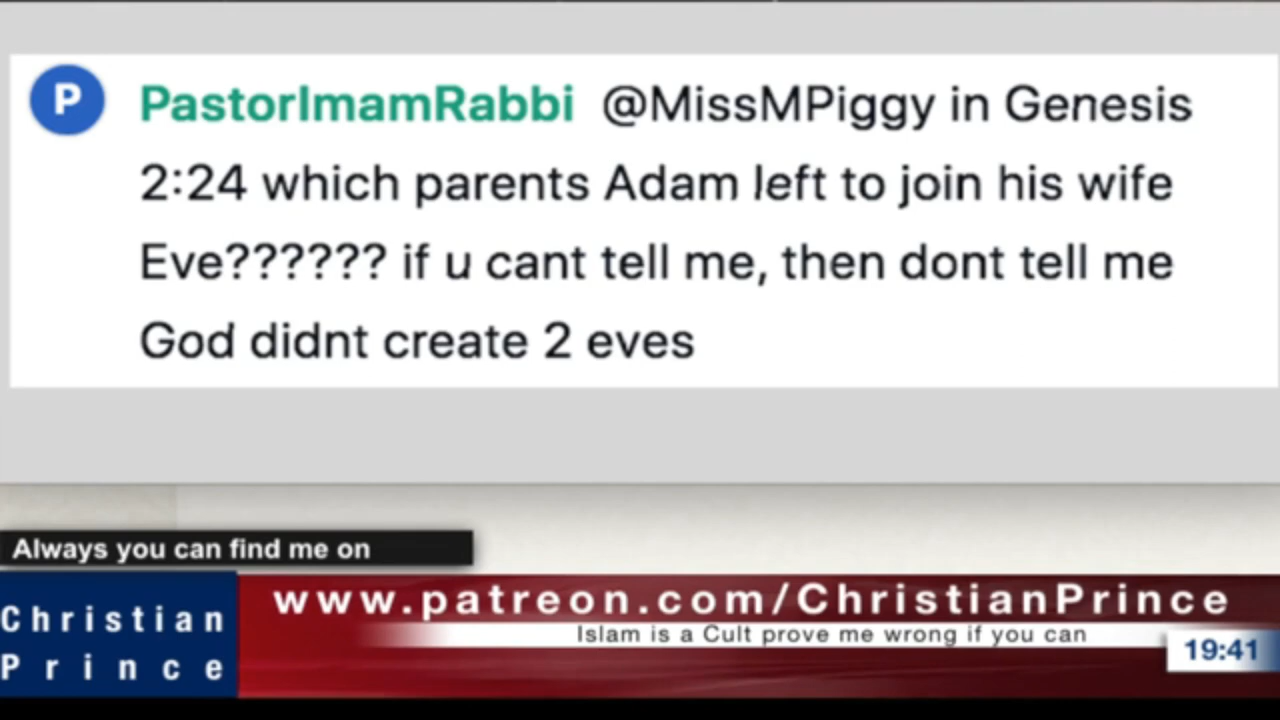 P
PastorImamRabbi @MissMPiggy in Genesis
2:24 which parents Adam left to join his wife
Eve?????? if u cant tell me, then dont tell me
God didnt create 2 eves
Always you can find me on
Christian
Prince
www.patreon.com/ChristianPrince
Islam is a Cult prove me wrong if you can
19:41